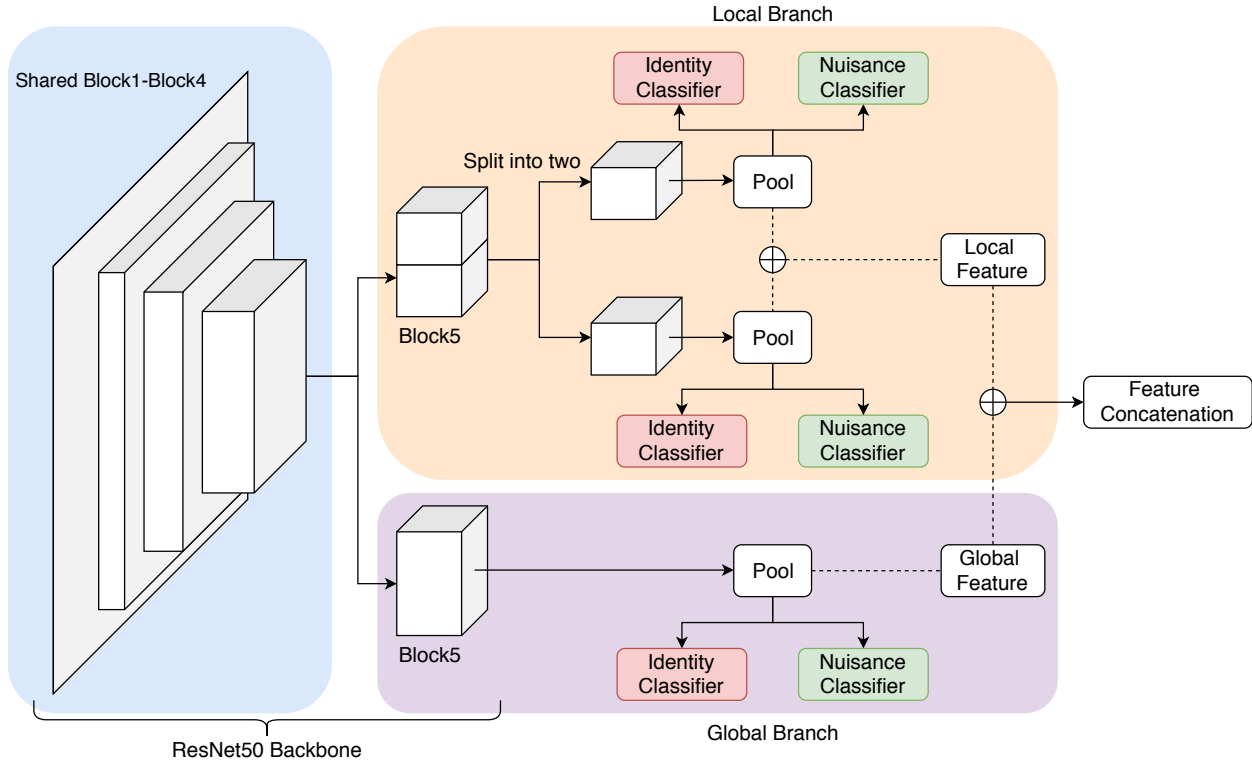 Local Branch
Shared Block1-Block4
Identity
Classifier
Nuisance
Classifier
Split into two
Pool
Local
Feature
Block5
Pool
Identity
Classifier
Nuisance
Classifier
Feature
Concatenation
Pool
Global
Feature
Block5
Identity
Classifier
Nuisance
Classifier
Global Branch
ResNet50 Backbone